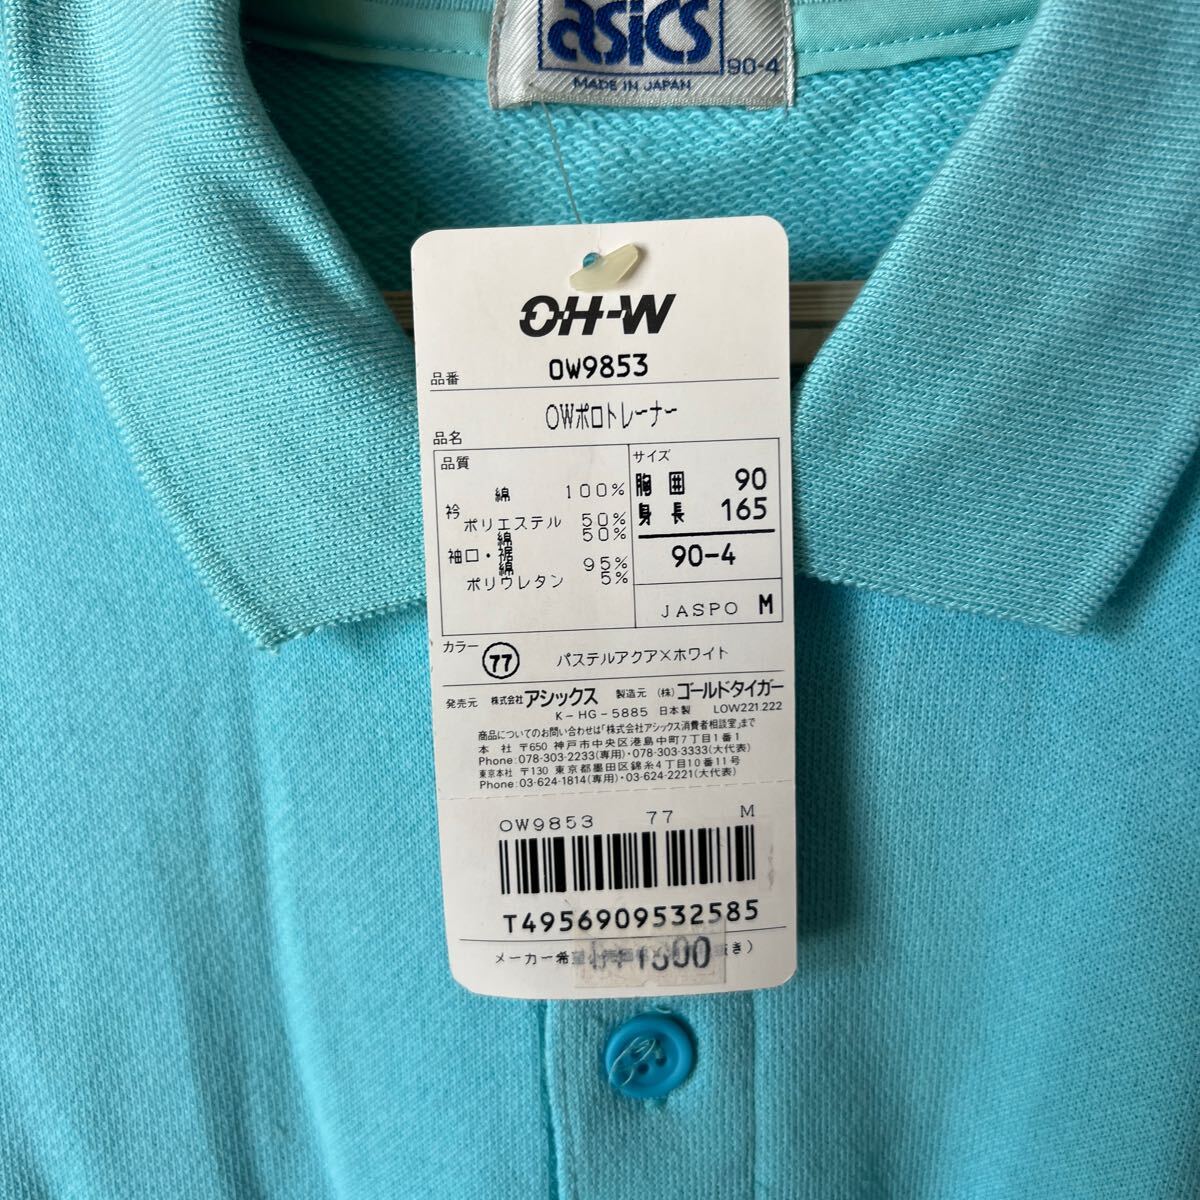 asics
90-4
MADE IN JAPAN
OH-W
品番 OW9853
品名 OWポロトレーナー
品質
綿 100%
衿
ポリエステル 50%
綿 50%
袖口・裾
綿 95%
ポリウレタン 5%
サイズ
胸囲 90
身長 165
90-4
JASPO M
カラー 77 パステルアクア×ホワイト
発売元 株式会社アシックス 製造元 (株)ゴールドタイガー
K-HG-5885 日本製 LOW221.222
商品についてのお問い合わせは「株式会社アシックス消費者相談室」まで
本社 〒650 神戸市中央区港島中町7丁目1番1
Phone:078-303-2233(専用)・078-303-3333(大代表)
東京本社 〒130 東京都墨田区錦糸4丁目10番11号
Phone:03-624-1814(専用)・03-624-2221(大代表)
OW9853 77 M
T4956909532585
メーカー希 き)